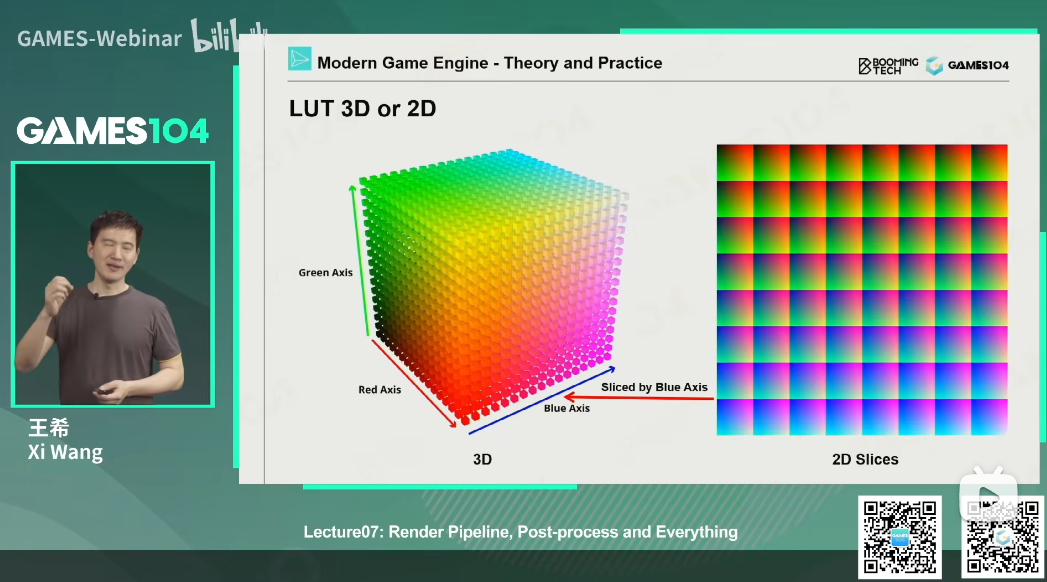 GAMES-Webinar bilibili
Modern Game Engine - Theory and Practice
BOOMING TECH
GAMES104
LUT 3D or 2D
GAMES104
Green Axis
Red Axis
Sliced by Blue Axis
Blue Axis
3D
2D Slices
王希
Xi Wang
Lecture07: Render Pipeline, Post-process and Everything